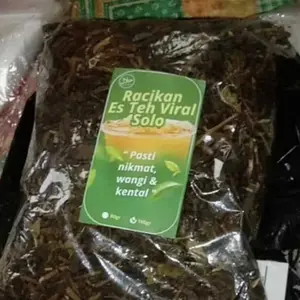 Racikan
Es Teh Viral
Solo
" Pasti
nikmat,
wangi &
kental "